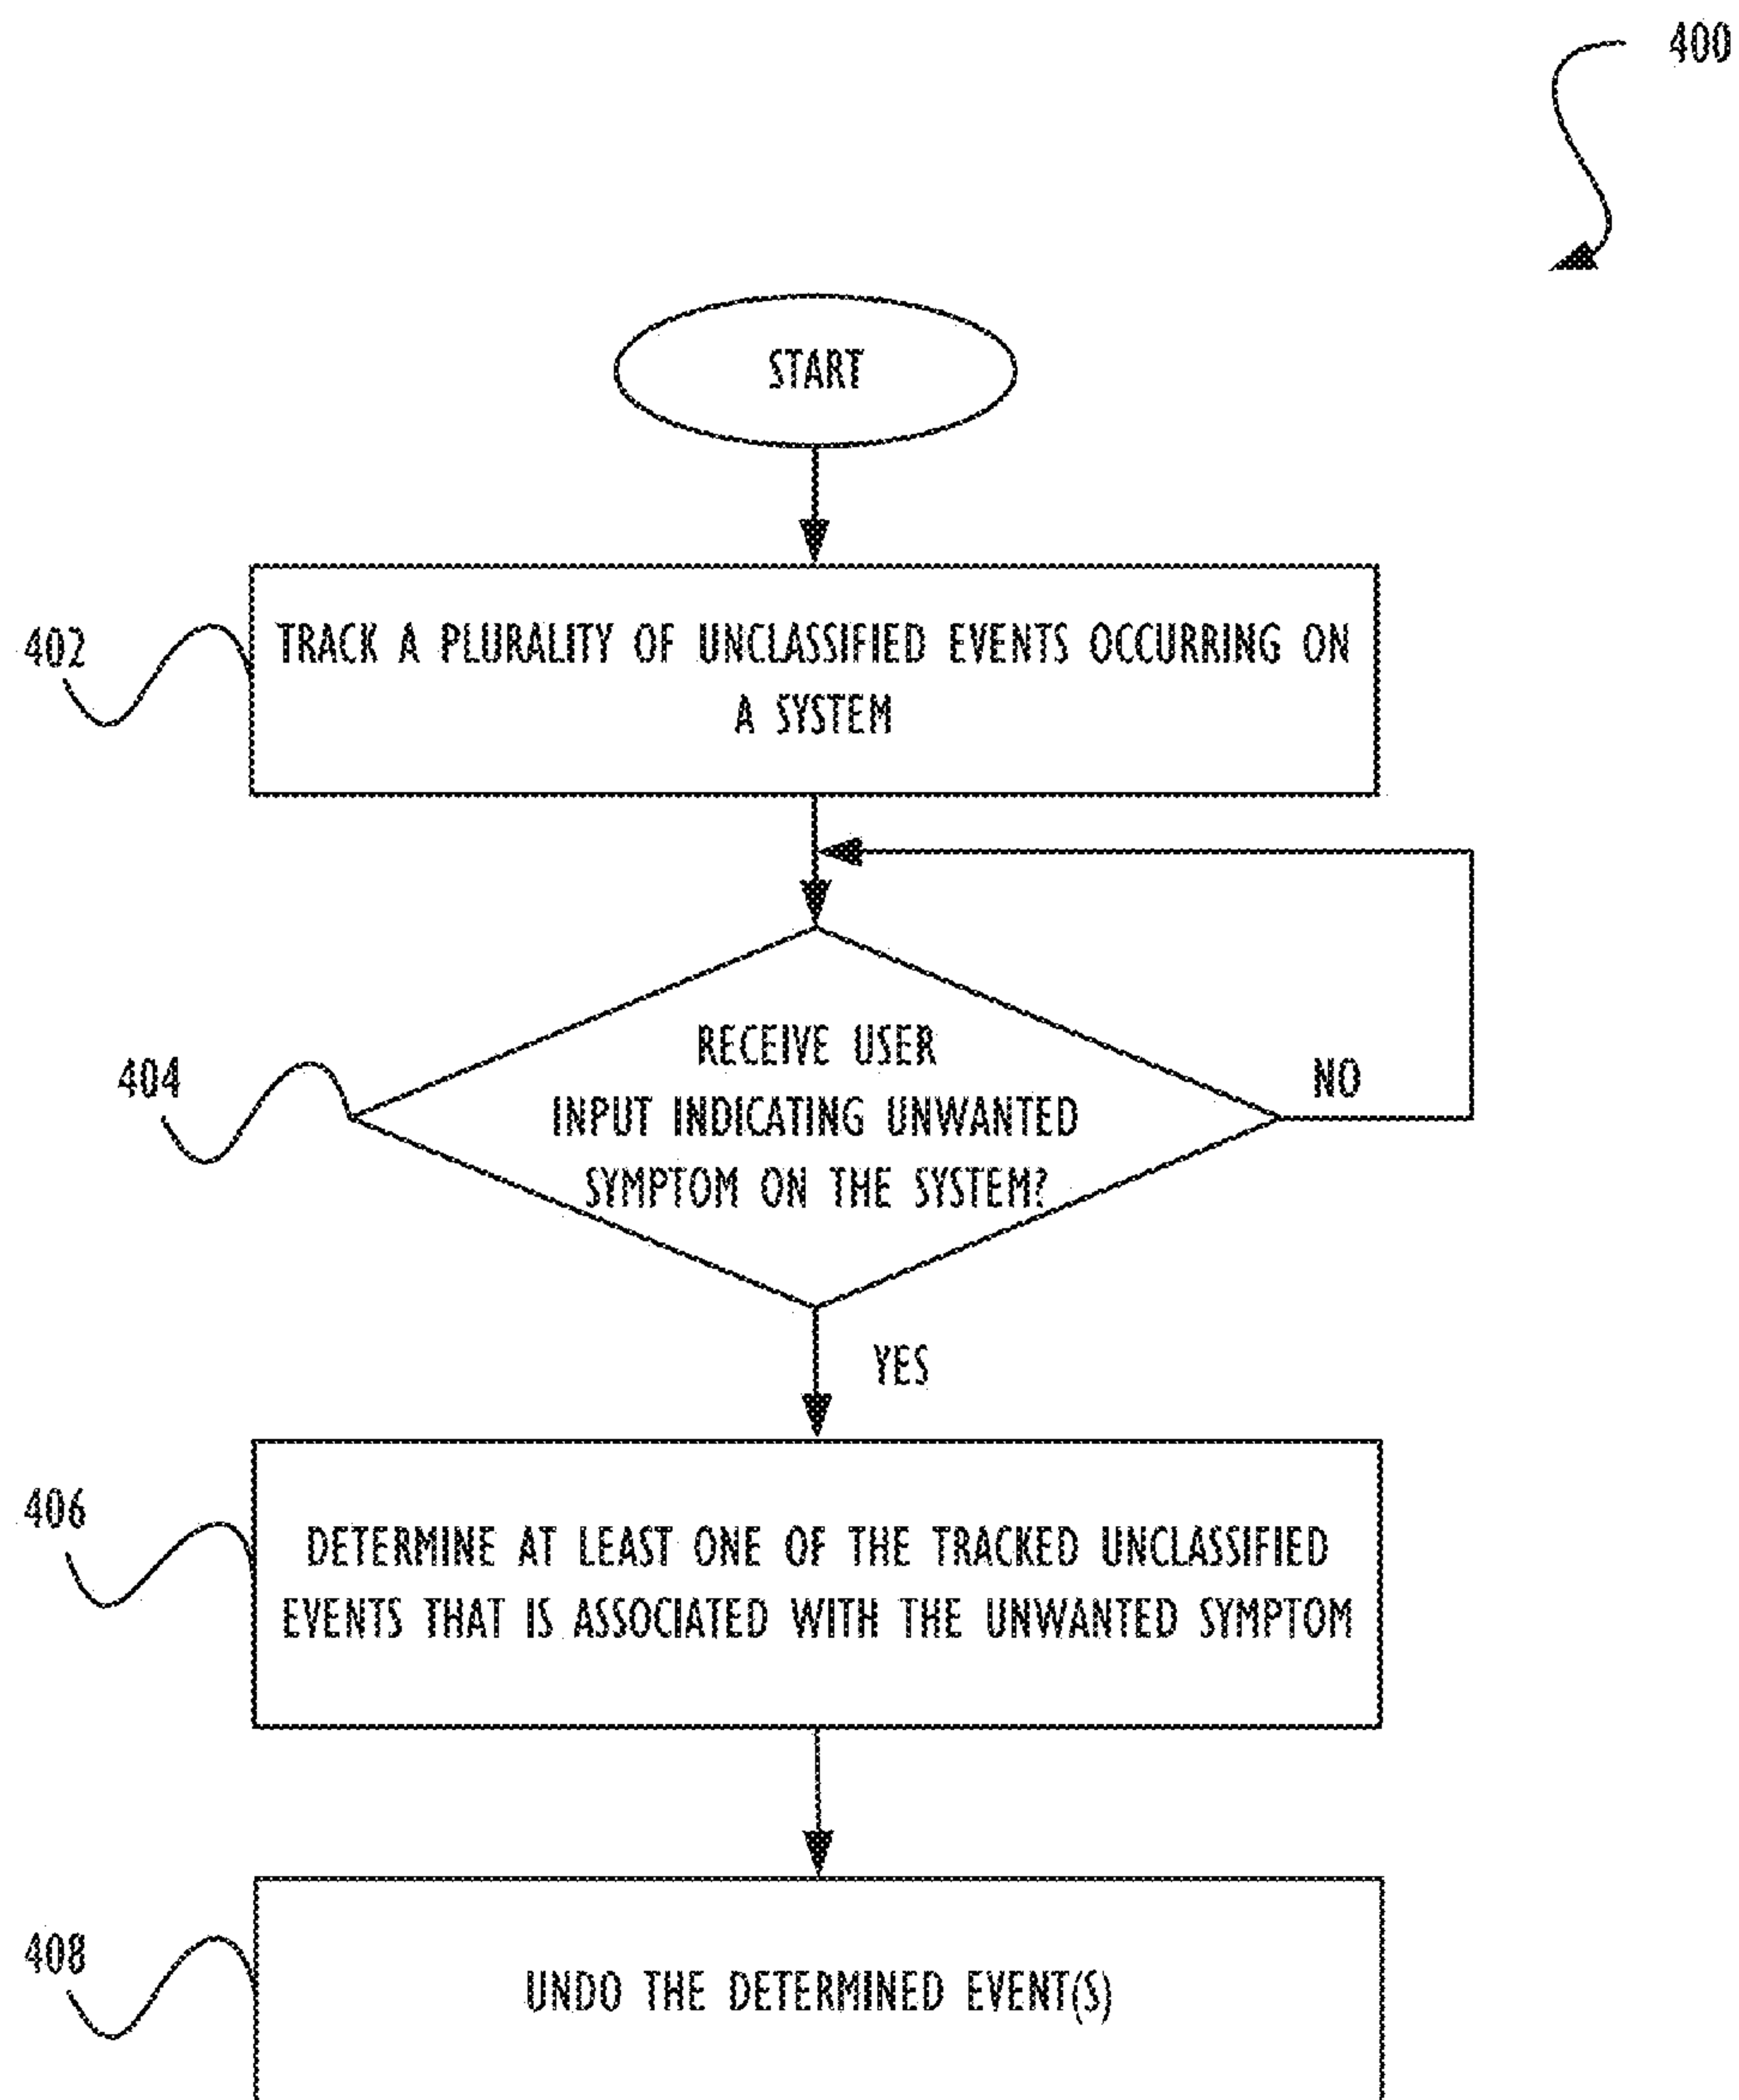 400
START
402
TRACK A PLURALITY OF UNCLASSIFIED EVENTS OCCURRING ON
A SYSTEM
404
RECEIVE USER
INPUT INDICATING UNWANTED
SYMPTOM ON THE SYSTEM?
NO
YES
406
DETERMINE AT LEAST ONE OF THE TRACKED UNCLASSIFIED
EVENTS THAT IS ASSOCIATED WITH THE UNWANTED SYMPTOM
408
UNDO THE DETERMINED EVENT(S)